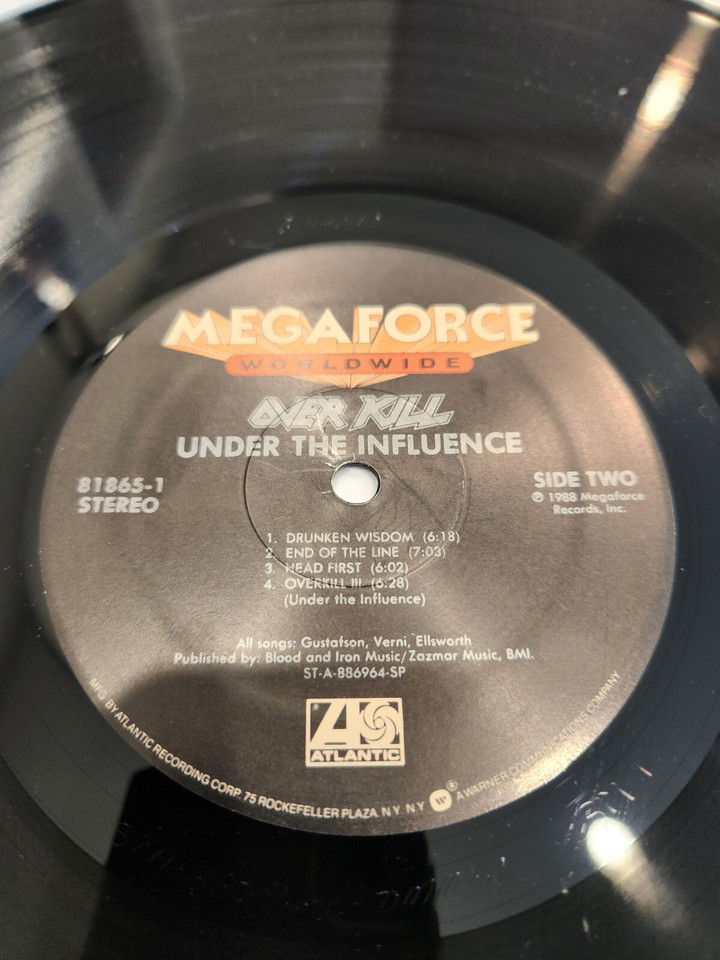 MEGAFORCE
WORLDWIDE
OVER KILL
UNDER THE INFLUENCE
81865-1
STEREO
SIDE TWO
℗ 1988 Megaforce
Records, Inc.
1. DRUNKEN WISDOM (6:18)
2. END OF THE LINE (7:03)
3. HEAD FIRST (6:02)
4. OVERKILL III (6:28)
(Under the Influence)
All songs: Gustafson, Verni, Ellsworth
Published by: Blood and Iron Music/Zazmar Music, BMI.
ST-A-886964-SP
ATLANTIC
MFG BY ATLANTIC RECORDING CORP. 75 ROCKEFELLER PLAZA. N.Y. N.Y. ® A WARNER COMMUNICATIONS COMPANY